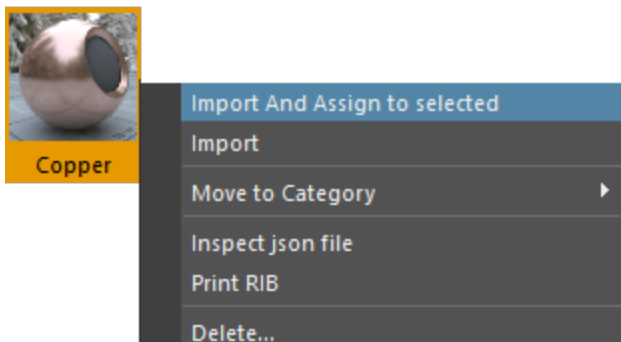 Copper
Import And Assign to selected
Import
Move to Category
Inspect json file
Print RIB
Delete...